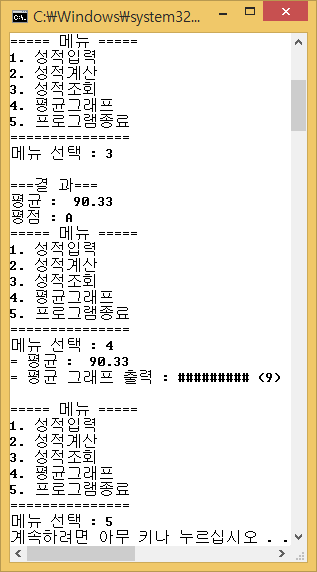 C:\Windows\system32...
===== 메뉴 =====
1. 성적입력
2. 성적계산
3. 성적조회
4. 평균그래프
5. 프로그램종료
===============
메뉴 선택 : 3

===결 과===
평균 :  90.33
평점 : A
===== 메뉴 =====
1. 성적입력
2. 성적계산
3. 성적조회
4. 평균그래프
5. 프로그램종료
===============
메뉴 선택 : 4
= 평균 :  90.33
= 평균 그래프 출력 : ######### (9)

===== 메뉴 =====
1. 성적입력
2. 성적계산
3. 성적조회
4. 평균그래프
5. 프로그램종료
===============
메뉴 선택 : 5
계속하려면 아무 키나 누르십시오 . .